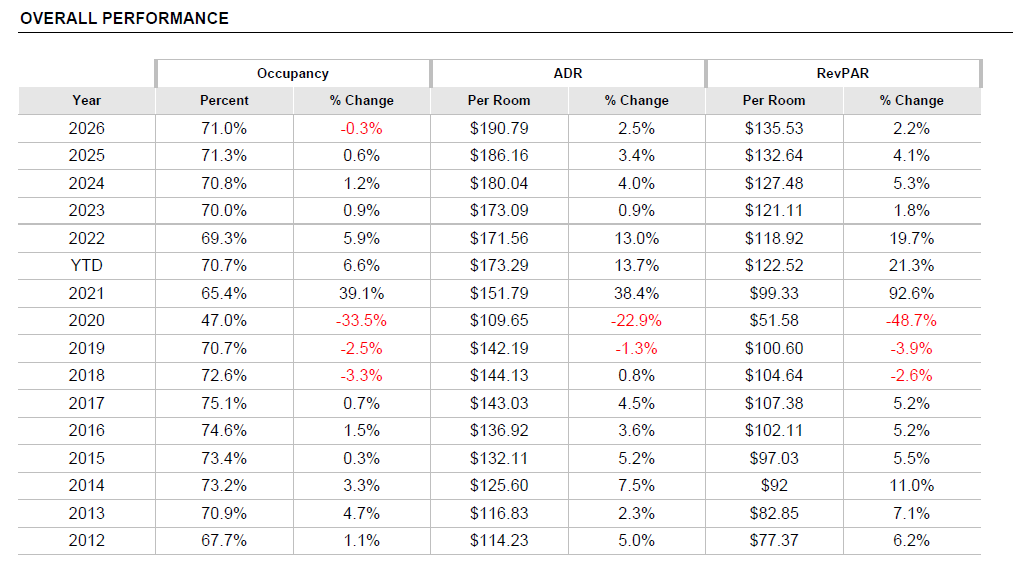 OVERALL PERFORMANCE
Occupancy ADR RevPAR
Year Percent % Change Per Room % Change Per Room % Change
2026 71.0% -0.3% $190.79 2.5% $135.53 2.2%
2025 71.3% 0.6% $186.16 3.4% $132.64 4.1%
2024 70.8% 1.2% $180.04 4.0% $127.48 5.3%
2023 70.0% 0.9% $173.09 0.9% $121.11 1.8%
2022 69.3% 5.9% $171.56 13.0% $118.92 19.7%
YTD 70.7% 6.6% $173.29 13.7% $122.52 21.3%
2021 65.4% 39.1% $151.79 38.4% $99.33 92.6%
2020 47.0% -33.5% $109.65 -22.9% $51.58 -48.7%
2019 70.7% -2.5% $142.19 -1.3% $100.60 -3.9%
2018 72.6% -3.3% $144.13 0.8% $104.64 -2.6%
2017 75.1% 0.7% $143.03 4.5% $107.38 5.2%
2016 74.6% 1.5% $136.92 3.6% $102.11 5.2%
2015 73.4% 0.3% $132.11 5.2% $97.03 5.5%
2014 73.2% 3.3% $125.60 7.5% $92 11.0%
2013 70.9% 4.7% $116.83 2.3% $82.85 7.1%
2012 67.7% 1.1% $114.23 5.0% $77.37 6.2%